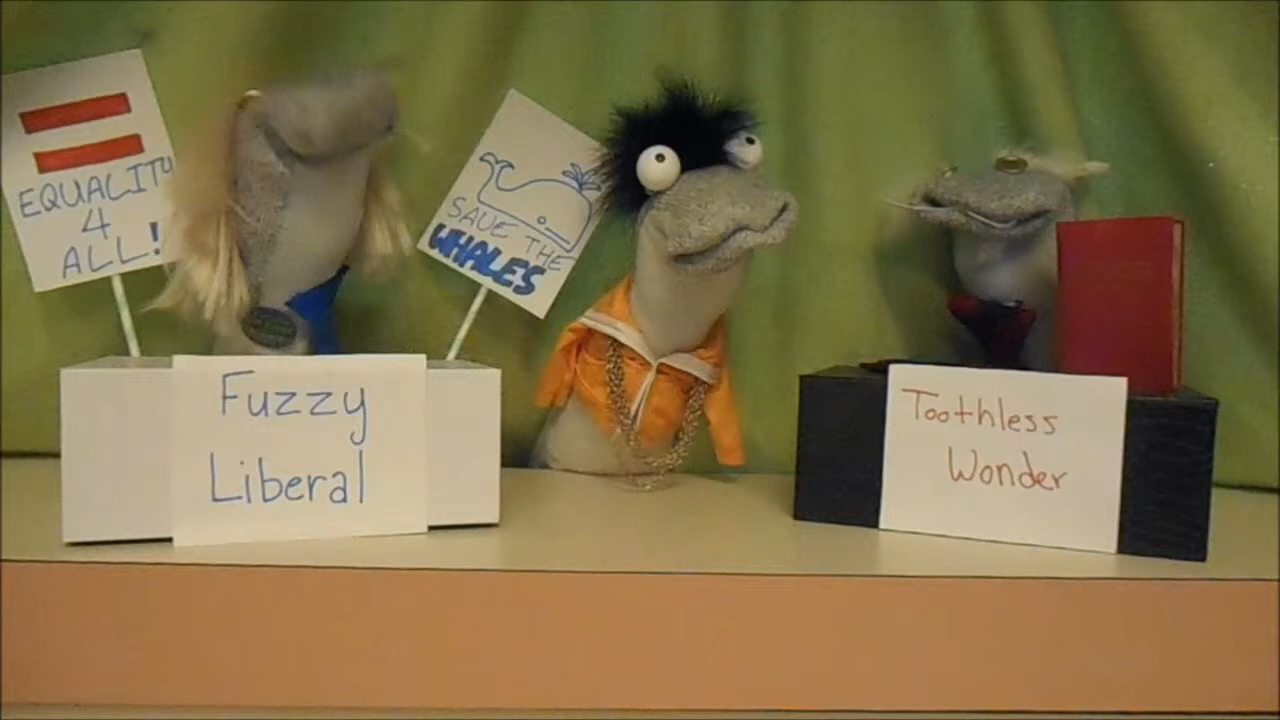 EQUALITY
4
ALL!
SAVE THE
WHALES
Fuzzy
Liberal
Toothless
Wonder